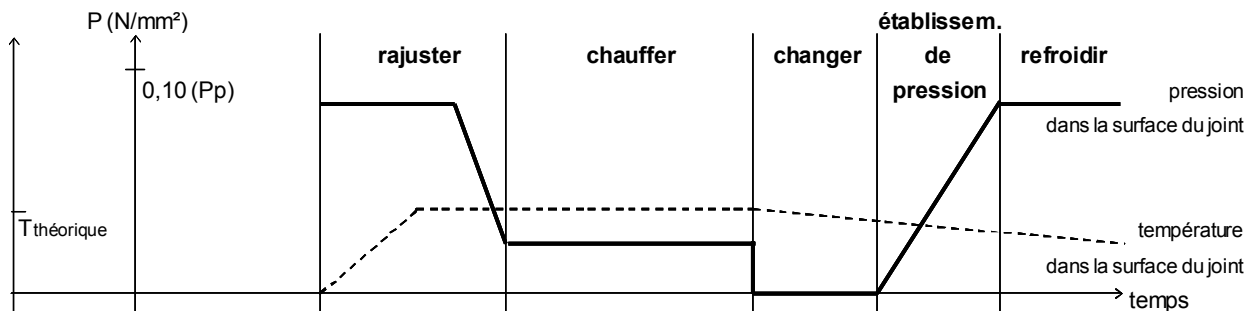 P (N/mm²)
0,10 (Pp)
Tthéorique
rajuster
chauffer
changer
établissem.
de
pression
refroidir
pression
dans la surface du joint
température
dans la surface du joint
temps